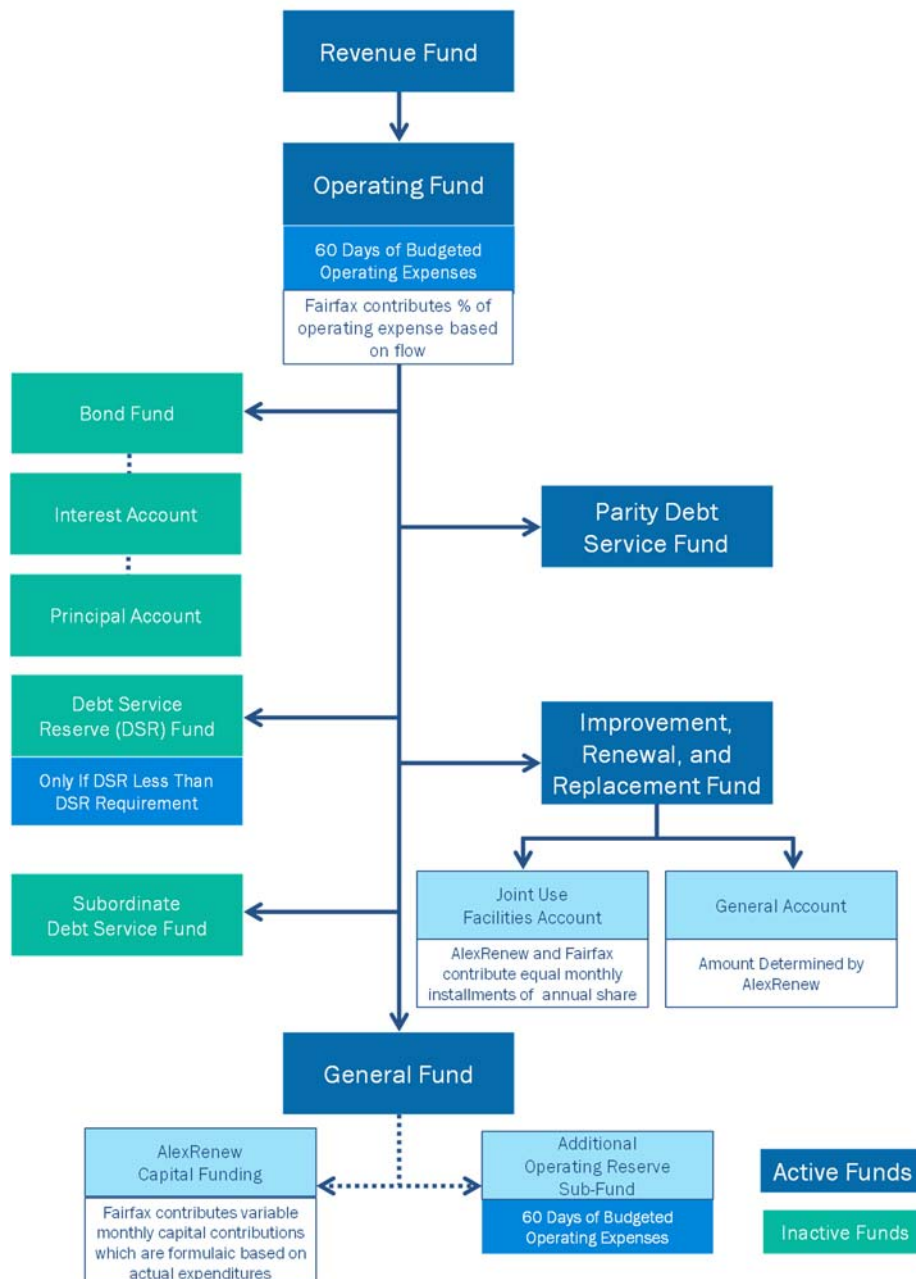 Revenue Fund
Operating Fund
60 Days of Budgeted
Operating Expenses
Fairfax contributes % of
operating expense based
on flow
Bond Fund
Interest Account
Principal Account
Parity Debt
Service Fund
Debt Service
Reserve (DSR) Fund
Only If DSR Less Than
DSR Requirement
Improvement,
Renewal, and
Replacement Fund
Subordinate
Debt Service Fund
Joint Use
Facilities Account
AlexRenew and Fairfax
contribute equal monthly
installments of annual share
General Account
Amount Determined by
AlexRenew
General Fund
AlexRenew
Capital Funding
Fairfax contributes variable
monthly capital contributions
which are formulaic based on
actual expenditures
Additional
Operating Reserve
Sub-Fund
60 Days of Budgeted
Operating Expenses
Active Funds
Inactive Funds